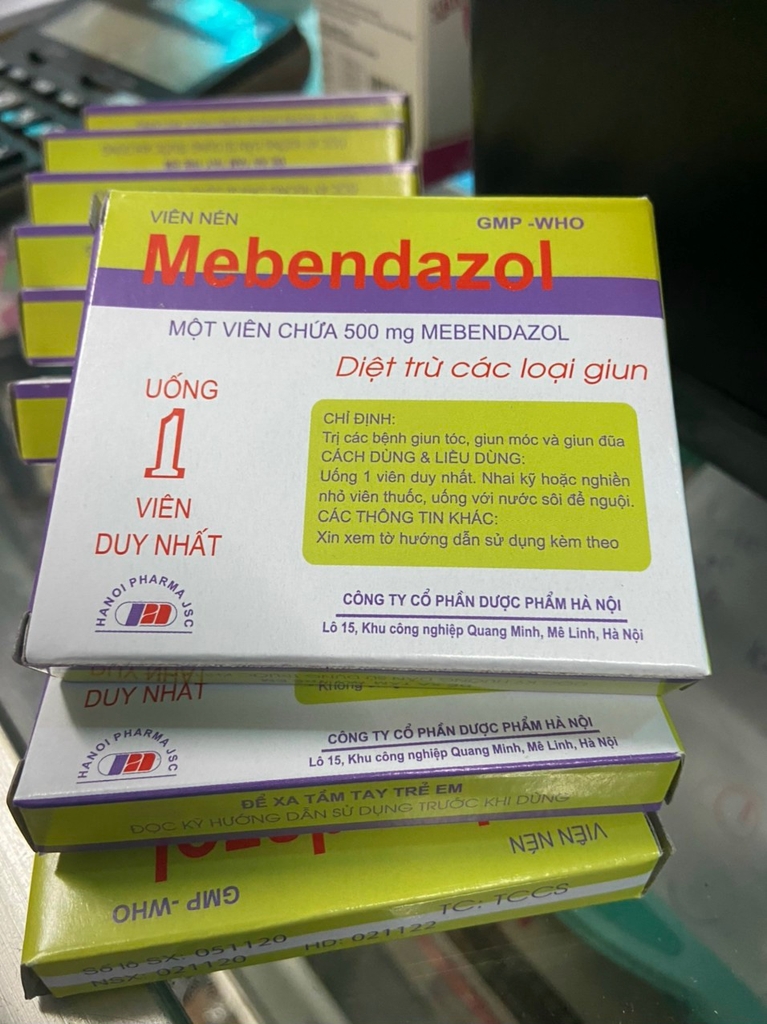 VIÊN NÉN
GMP -WHO
Mebendazol
MỘT VIÊN CHỨA 500 mg MEBENDAZOL
Diệt trừ các loại giun
UỐNG
1
VIÊN
DUY NHẤT
CHỈ ĐỊNH:
Trị các bệnh giun tóc, giun móc và giun đũa
CÁCH DÙNG & LIỀU DÙNG:
Uống 1 viên duy nhất. Nhai kỹ hoặc nghiền
nhỏ viên thuốc, uống với nước sôi để nguội.
CÁC THÔNG TIN KHÁC:
Xin xem tờ hướng dẫn sử dụng kèm theo
HANOI PHARMA JSC
CÔNG TY CỔ PHẦN DƯỢC PHẨM HÀ NỘI
Lô 15, Khu công nghiệp Quang Minh, Mê Linh, Hà Nội
DUY NHẤT
HANOI PHARMA JSC
CÔNG TY CỔ PHẦN DƯỢC PHẨM HÀ NỘI
Lô 15, Khu công nghiệp Quang Minh, Mê Linh, Hà Nội
ĐỂ XA TẦM TAY TRẺ EM
ĐỌC KỸ HƯỚNG DẪN SỬ DỤNG TRƯỚC KHI DÙNG
VIÊN NÉN
GMP -WHO
TC: TCCS
Số lô SX: 051120
NSX: 021120
HD: 021122